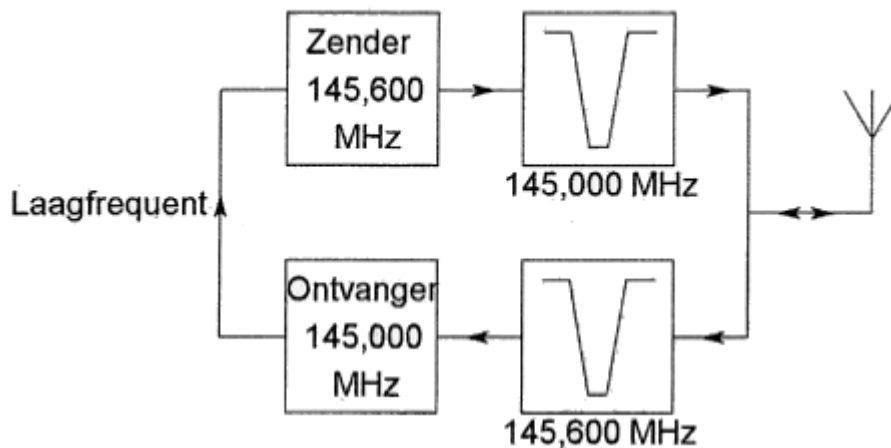 Zender
145,600
MHz
145,000 MHz
Laagfrequent
Ontvanger
145,000
MHz
145,600 MHz